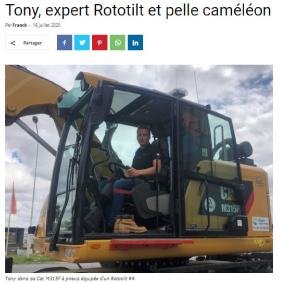 Tony, expert Rototilt et pelle caméléon
Par Franck - 16 juillet 2020
Partager
CAT
M315F
Tony dans sa Cat M315F à pneus équipée d'un Rototilt R4.